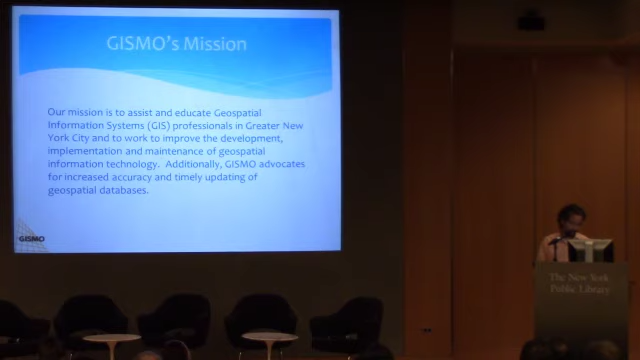 GISMO's Mission
Our mission is to assist and educate Geospatial
Information Systems (GIS) professionals in Greater New
York City and to work to improve the development,
implementation and maintenance of geospatial
information technology. Additionally, GISMO advocates
for increased accuracy and timely updating of
geospatial databases.
GISMO
The New York
Public Library